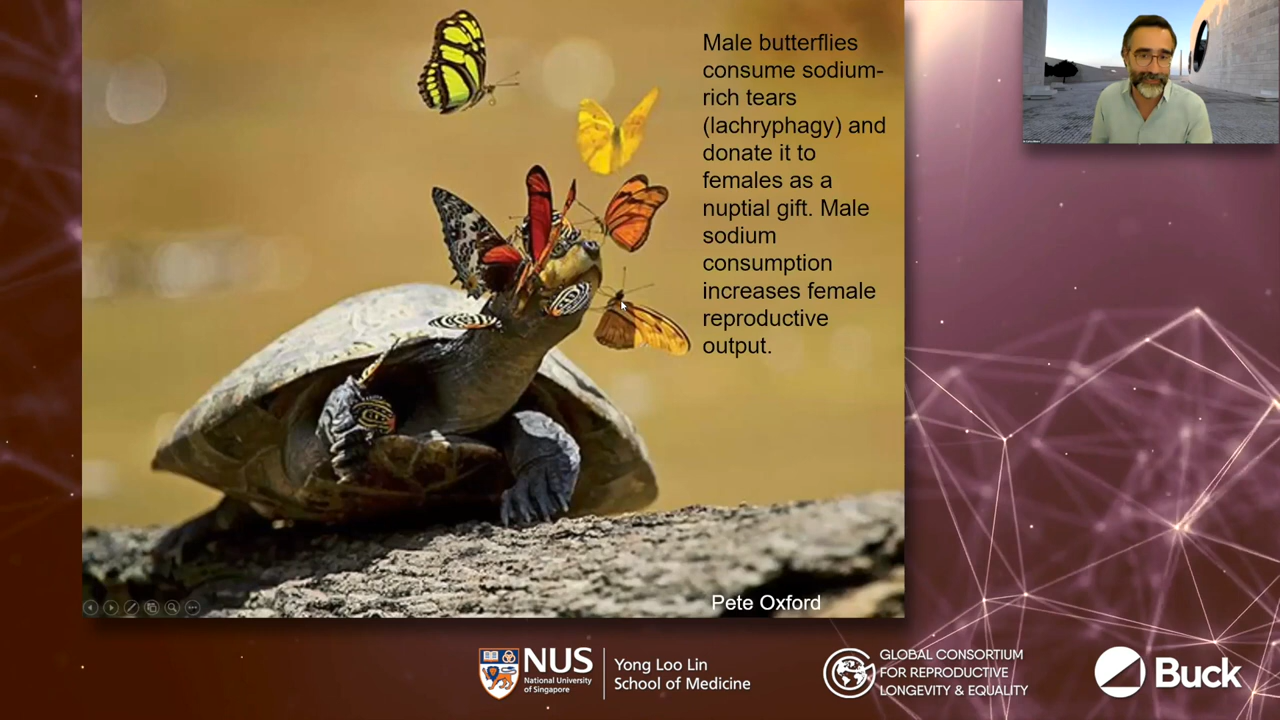 Male butterflies
consume sodium-
rich tears
(lachryphagy) and
donate it to
females as a
nuptial gift. Male
sodium
consumption
increases female
reproductive
output.
Pete Oxford
NUS
National University
of Singapore
Yong Loo Lin
School of Medicine
GLOBAL CONSORTIUM
FOR REPRODUCTIVE
LONGEVITY & EQUALITY
Buck